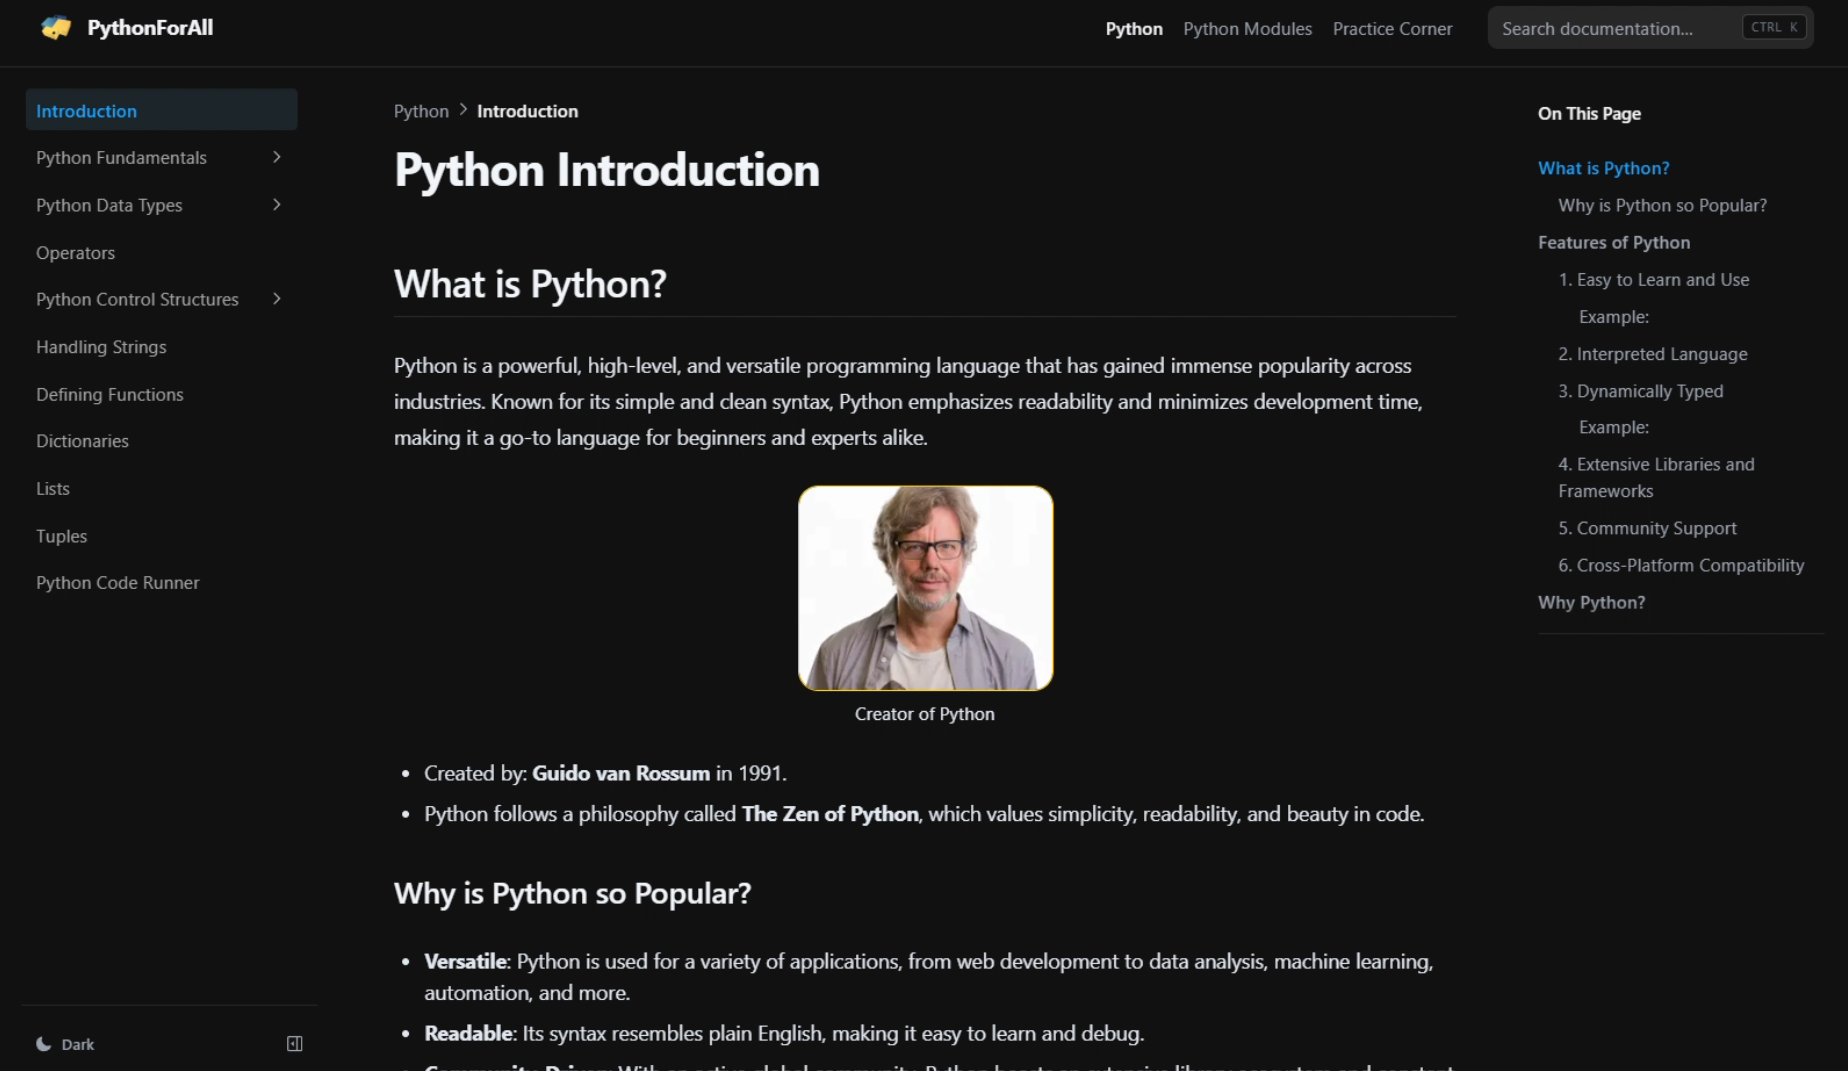 PythonForAll
Python
Python Modules
Practice Corner
Search documentation...
CTRL K
Introduction
Python Fundamentals
Python Data Types
Operators
Python Control Structures
Handling Strings
Defining Functions
Dictionaries
Lists
Tuples
Python Code Runner
Dark
Python > Introduction
Python Introduction
What is Python?
Python is a powerful, high-level, and versatile programming language that has gained immense popularity across
industries. Known for its simple and clean syntax, Python emphasizes readability and minimizes development time,
making it a go-to language for beginners and experts alike.
Creator of Python
• Created by: Guido van Rossum in 1991.
• Python follows a philosophy called The Zen of Python, which values simplicity, readability, and beauty in code.
Why is Python so Popular?
• Versatile: Python is used for a variety of applications, from web development to data analysis, machine learning,
automation, and more.
• Readable: Its syntax resembles plain English, making it easy to learn and debug.
On This Page
What is Python?
Why is Python so Popular?
Features of Python
1. Easy to Learn and Use
Example:
2. Interpreted Language
3. Dynamically Typed
Example:
4. Extensive Libraries and
Frameworks
5. Community Support
6. Cross-Platform Compatibility
Why Python?